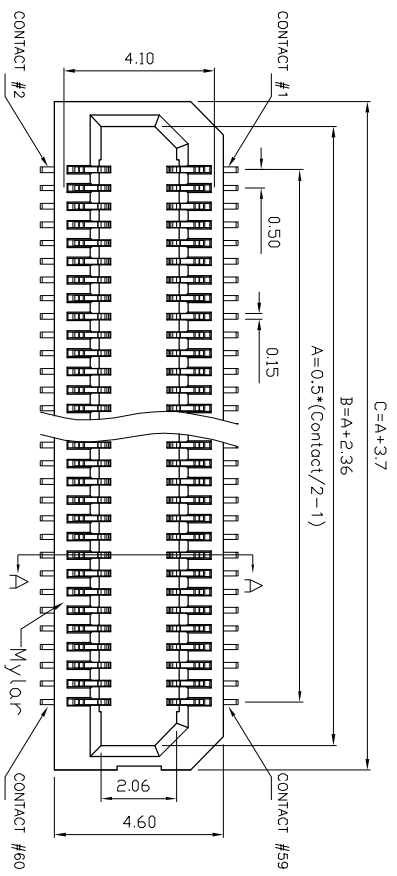 C=A+3.7
B=A+2.36
A=0.5*(Contact/2-1)
CONTACT #1
CONTACT #59
0.50
0.15
4.10
2.06
4.60
A
A
Mylar
CONTACT #2
CONTACT #60